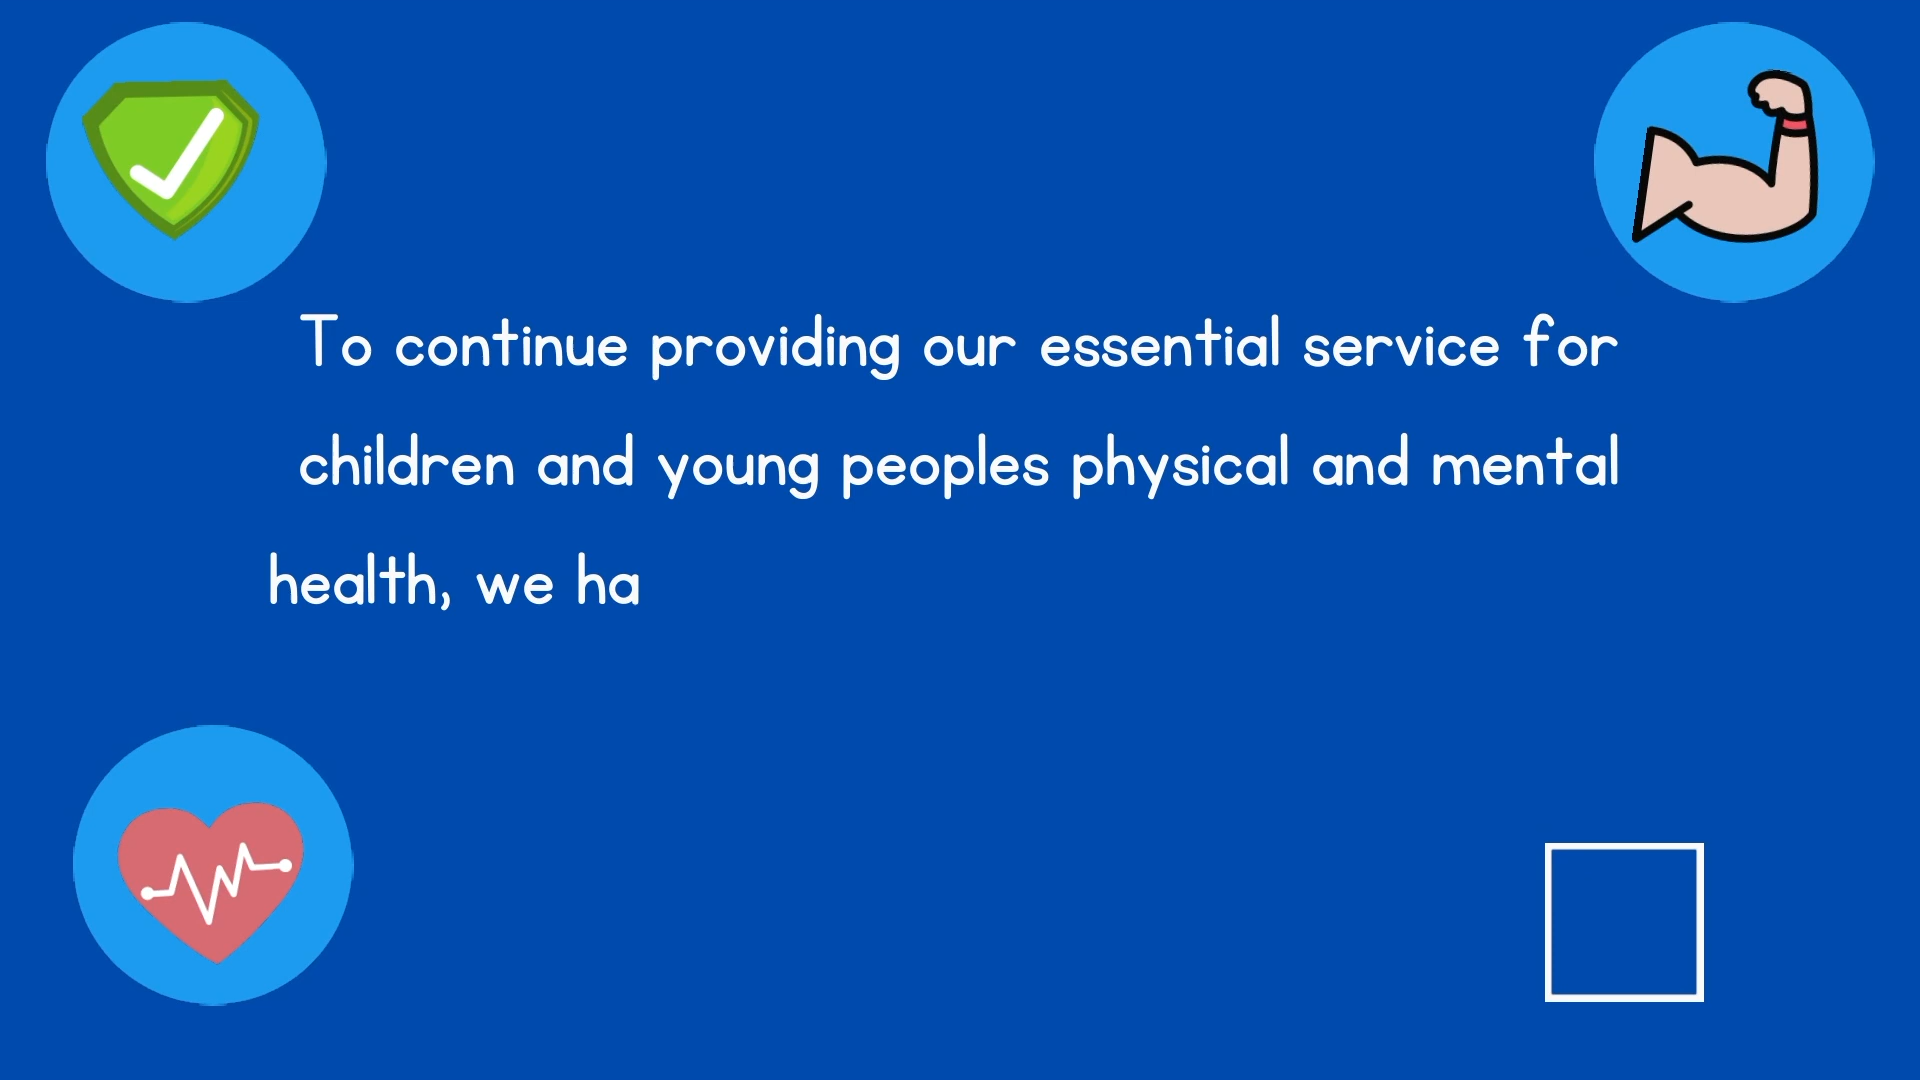 To continue providing our essential service for
children and young peoples physical and mental
health, we ha